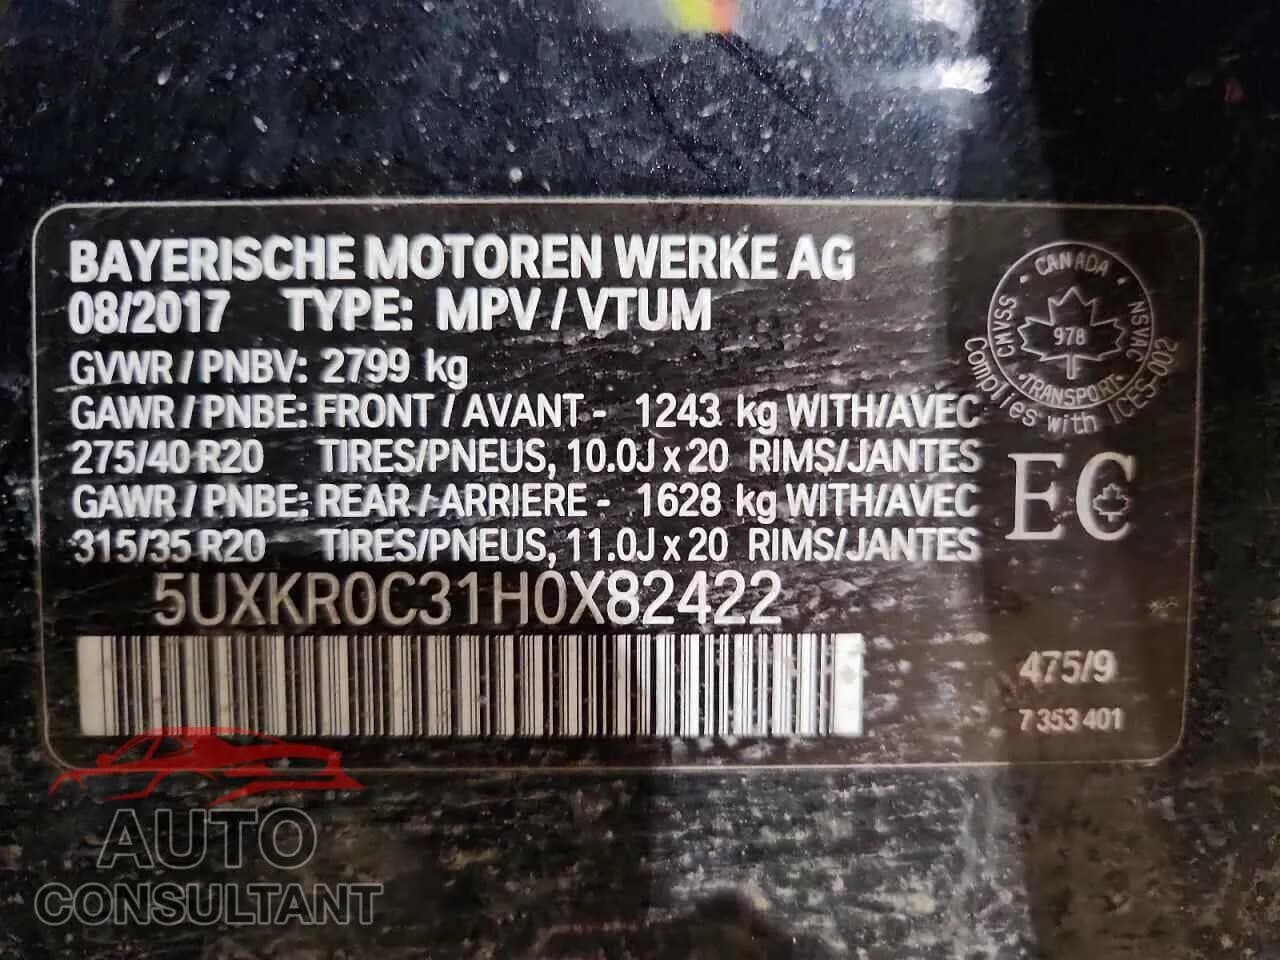 BAYERISCHE MOTOREN WERKE AG
08/2017 TYPE: MPV / VTUM
GVWR / PNBV: 2799 kg
GAWR / PNBE: FRONT / AVANT - 1243 kg WITH/AVEC
275/40 R20 TIRES/PNEUS, 10.0J x 20 RIMS/JANTES
GAWR / PNBE: REAR / ARRIERE - 1628 kg WITH/AVEC
315/35 R20 TIRES/PNEUS, 11.0J x 20 RIMS/JANTES
5UXKR0C31H0X82422
CANADA
CMVSS
NSVAC
978
TRANSPORT
Complies with ICES-002
EC
475/9
7 353 401
AUTO
CONSULTANT